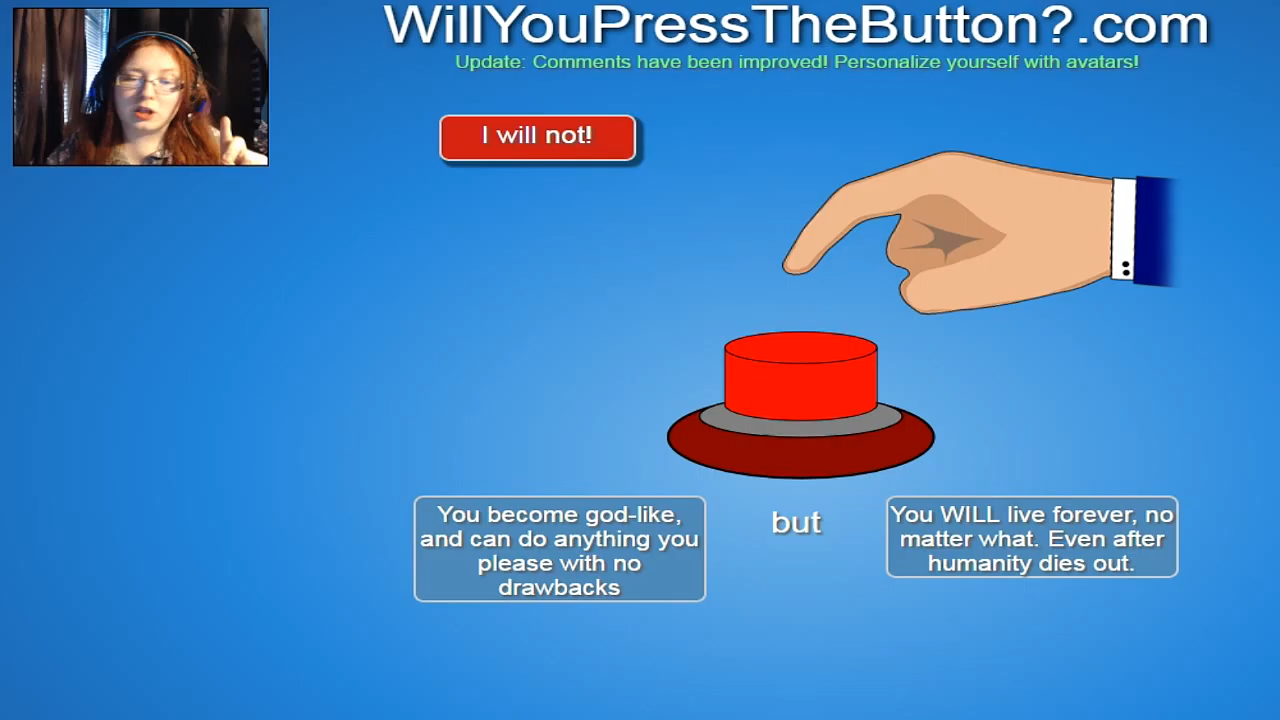 WillYouPressTheButton?.com
Update: Comments have been improved! Personalize yourself with avatars!
I will not!
You become god-like,
and can do anything you
please with no
drawbacks
but
You WILL live forever, no
matter what. Even after
humanity dies out.